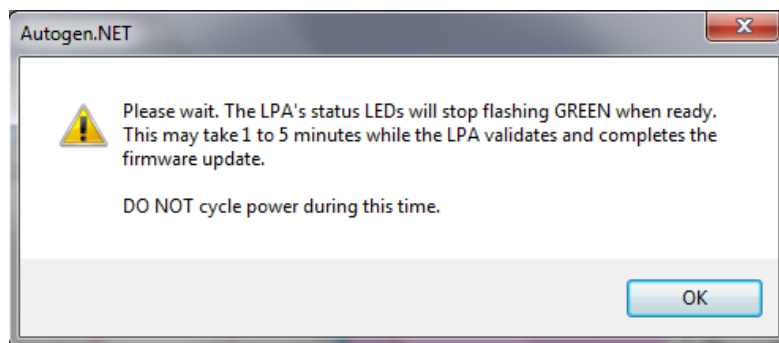 Autogen.NET
Please wait. The LPA's status LEDs will stop flashing GREEN when ready.
This may take 1 to 5 minutes while the LPA validates and completes the
firmware update.
DO NOT cycle power during this time.
OK